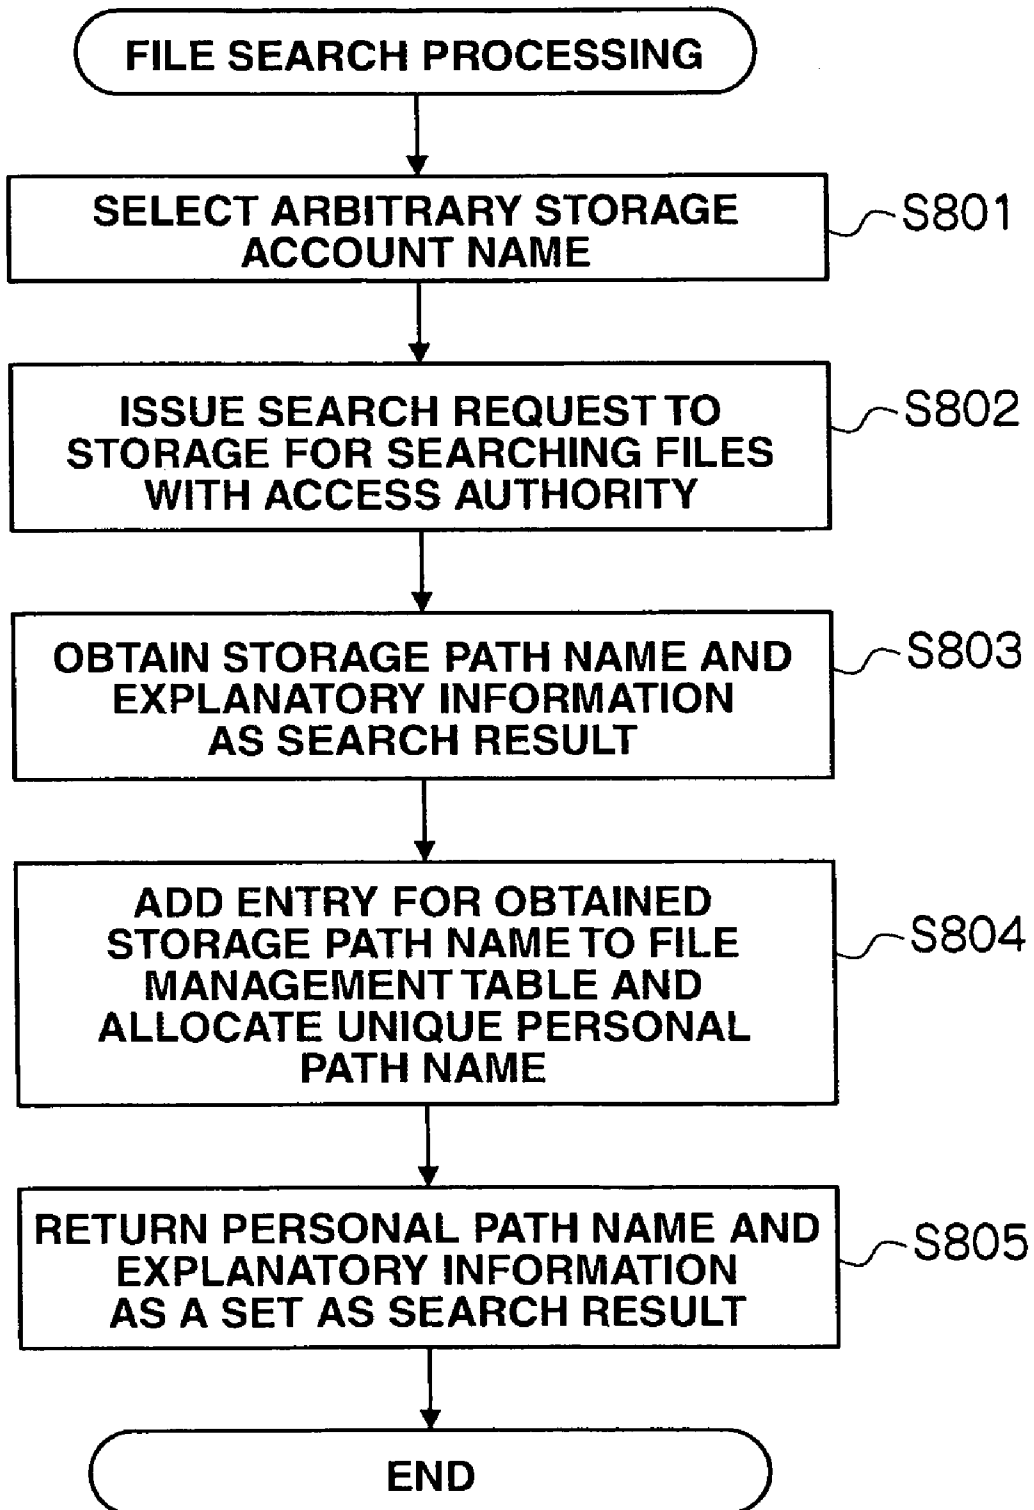 FILE SEARCH PROCESSING
SELECT ARBITRARY STORAGE
ACCOUNT NAME
S801
ISSUE SEARCH REQUEST TO
STORAGE FOR SEARCHING FILES
WITH ACCESS AUTHORITY
S802
OBTAIN STORAGE PATH NAME AND
EXPLANATORY INFORMATION
AS SEARCH RESULT
S803
ADD ENTRY FOR OBTAINED
STORAGE PATH NAME TO FILE
MANAGEMENT TABLE AND
ALLOCATE UNIQUE PERSONAL
PATH NAME
S804
RETURN PERSONAL PATH NAME AND
EXPLANATORY INFORMATION
AS A SET AS SEARCH RESULT
S805
END